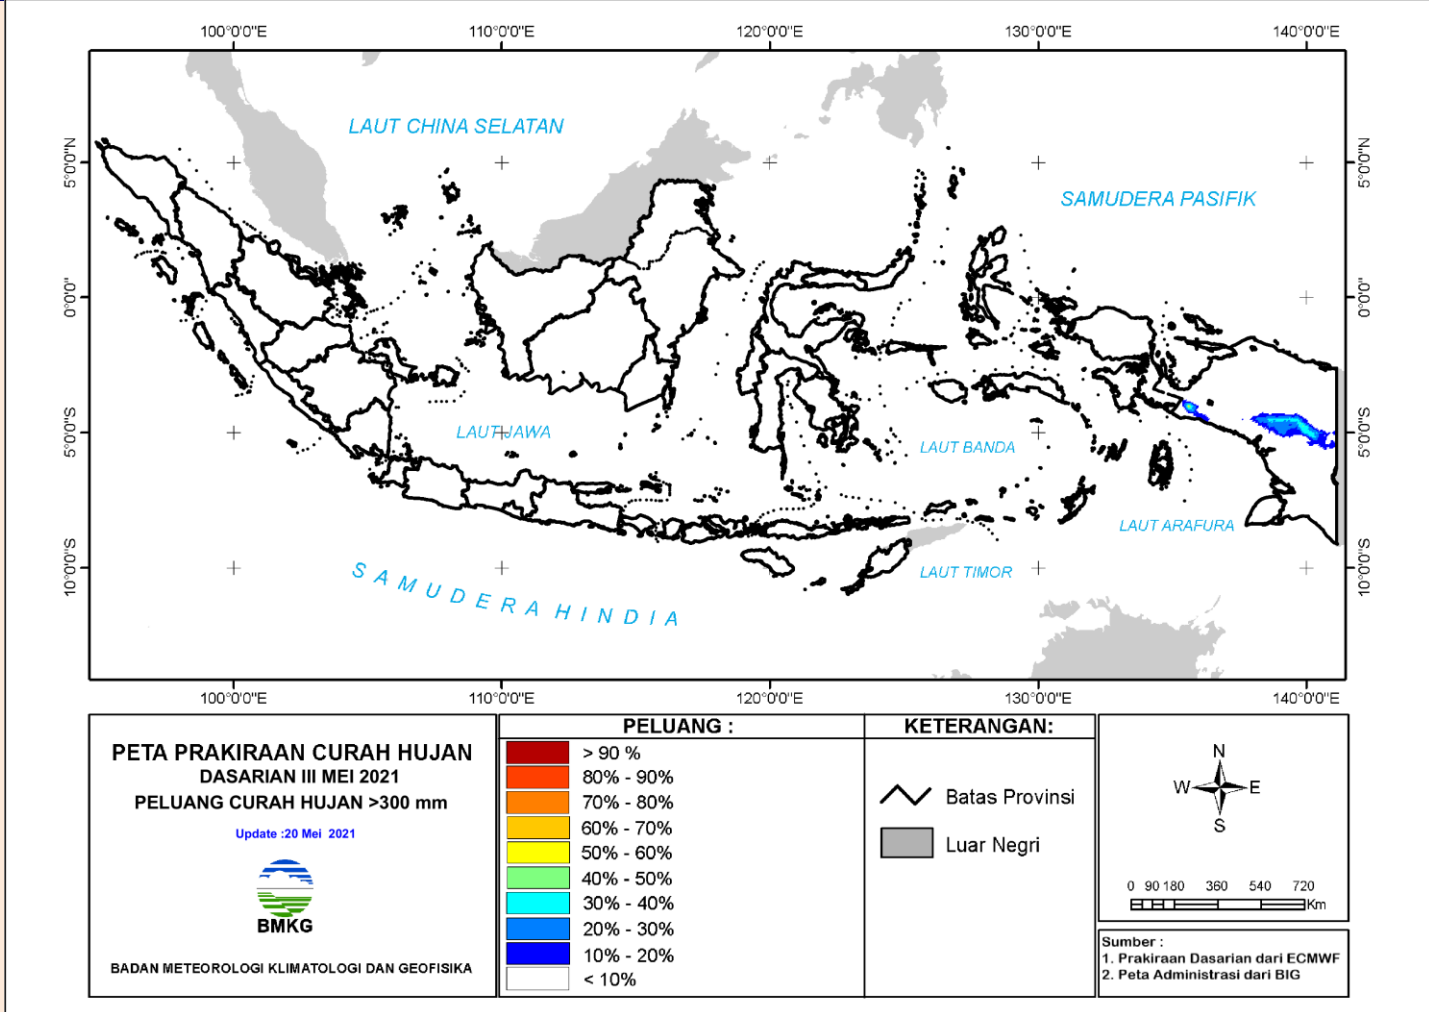 100°0'0"E 110°0'0"E 120°0'0"E 130°0'0"E 140°0'0"E
5°0'0"N
0°0'0"
5°0'0"S
10°0'0"S
LAUT CHINA SELATAN
SAMUDERA PASIFIK
LAUT JAWA
LAUT BANDA
LAUT ARAFURA
LAUT TIMOR
SAMUDERA HINDIA
5°0'0"N
0°0'0"
5°0'0"S
10°0'0"S
100°0'0"E 110°0'0"E 120°0'0"E 130°0'0"E 140°0'0"E
PETA PRAKIRAAN CURAH HUJAN
DASARIAN III MEI 2021
PELUANG CURAH HUJAN >300 mm
Update :20 Mei 2021
BMKG
BADAN METEOROLOGI KLIMATOLOGI DAN GEOFISIKA
PELUANG :
> 90 %
80% - 90%
70% - 80%
60% - 70%
50% - 60%
40% - 50%
30% - 40%
20% - 30%
10% - 20%
< 10%
KETERANGAN:
Batas Provinsi
Luar Negri
N
W E
S
0 90 180 360 540 720
Km
Sumber :
1. Prakiraan Dasarian dari ECMWF
2. Peta Administrasi dari BIG